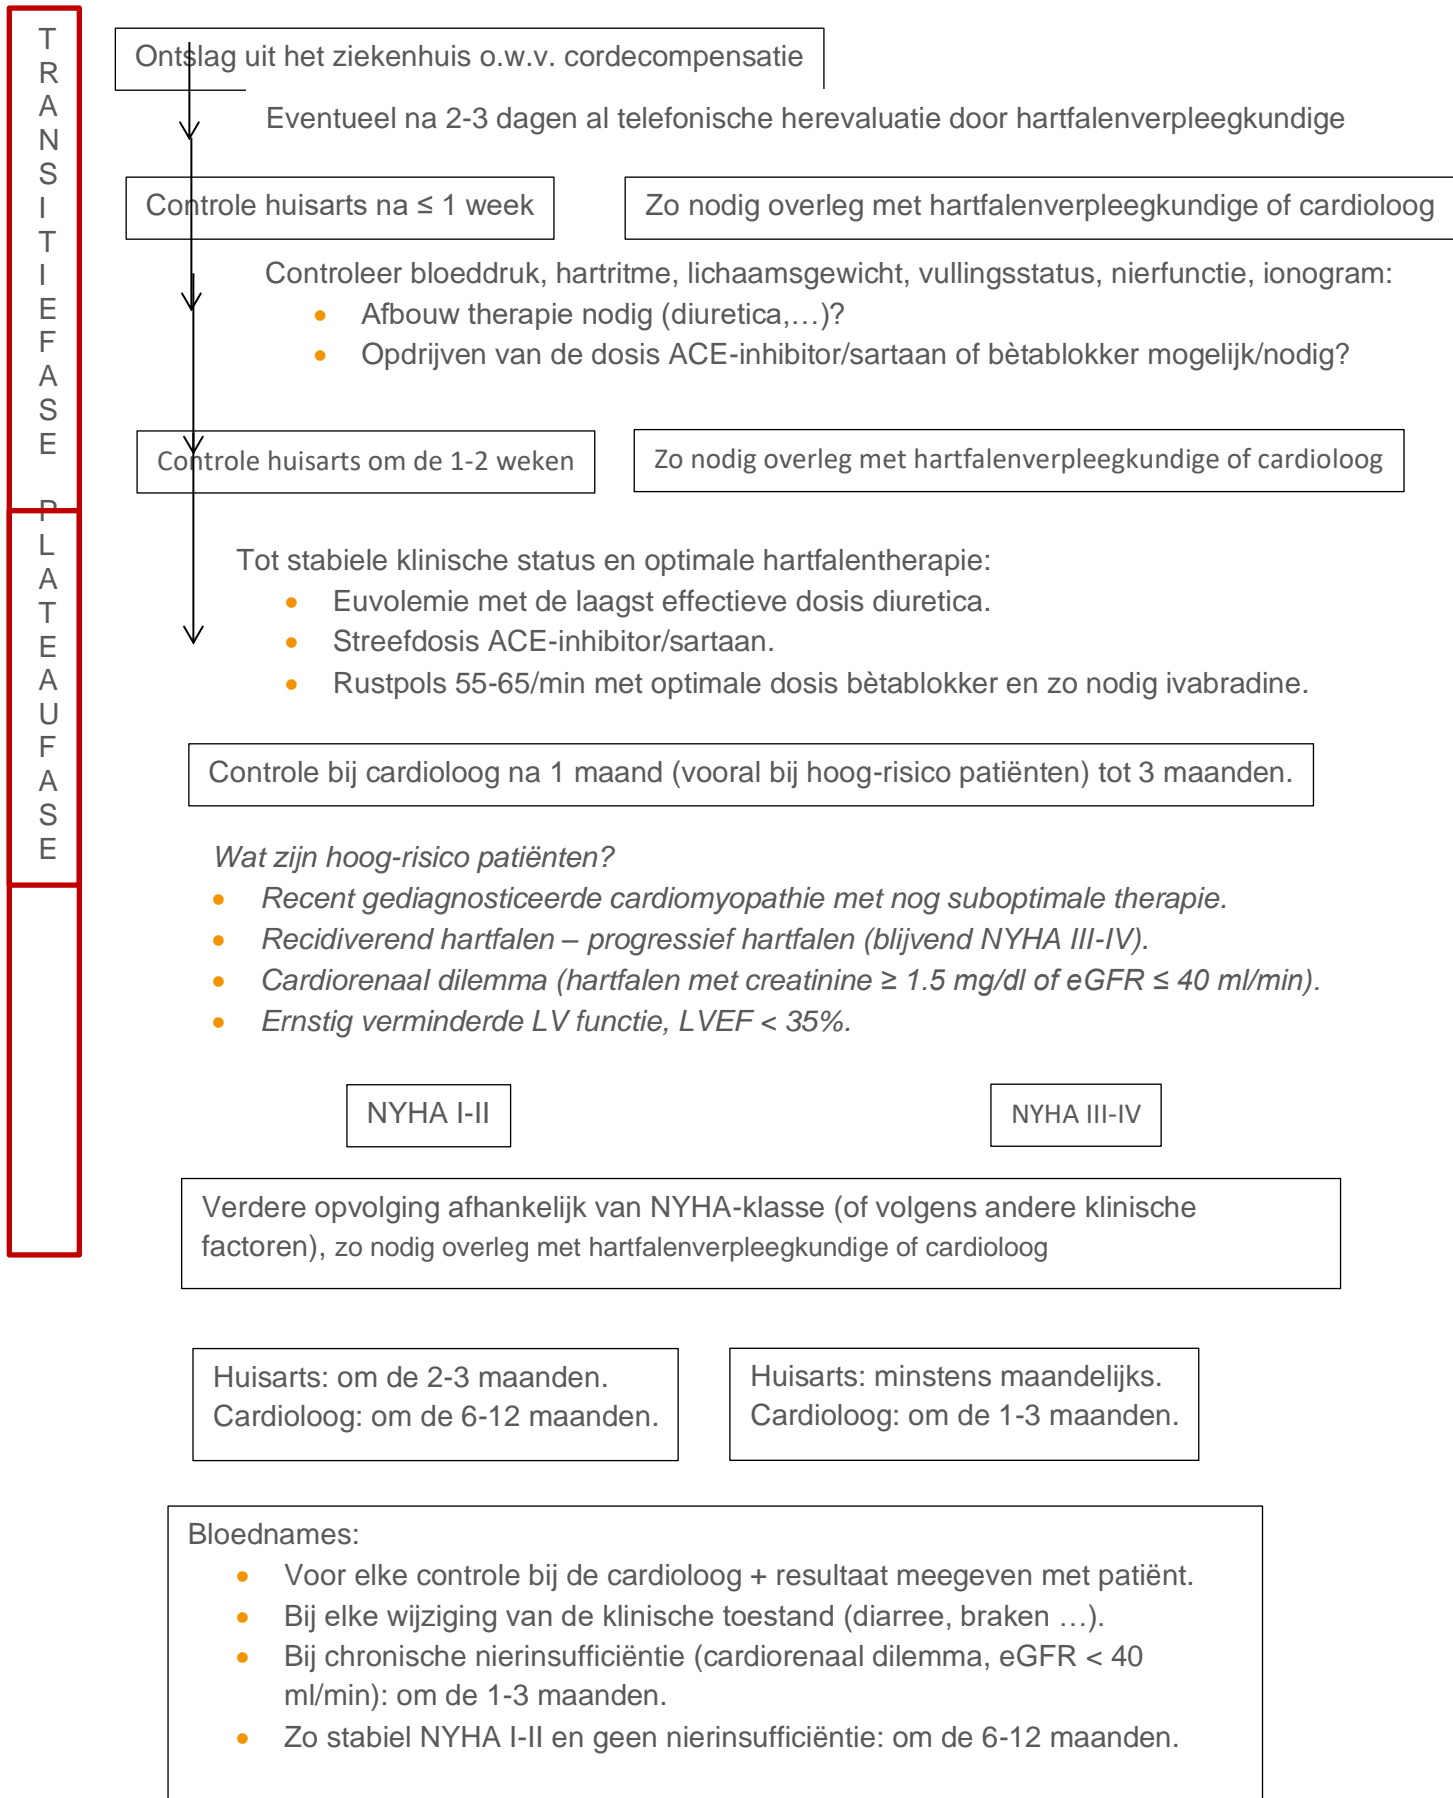 TRANSITIEFASE
PLATEAUFASE
Ontslag uit het ziekenhuis o.w.v. cordecompensatie
Eventueel na 2-3 dagen al telefonische herevaluatie door hartfalenverpleegkundige
Controle huisarts na ≤ 1 week
Zo nodig overleg met hartfalenverpleegkundige of cardioloog
Controleer bloeddruk, hartritme, lichaamsgewicht, vullingsstatus, nierfunctie, ionogram:
• Afbouw therapie nodig (diuretica,…)?
• Opdrijven van de dosis ACE-inhibitor/sartaan of bètablokker mogelijk/nodig?
Controle huisarts om de 1-2 weken
Zo nodig overleg met hartfalenverpleegkundige of cardioloog
Tot stabiele klinische status en optimale hartfalentherapie:
• Euvolemie met de laagst effectieve dosis diuretica.
• Streefdosis ACE-inhibitor/sartaan.
• Rustpols 55-65/min met optimale dosis bètablokker en zo nodig ivabradine.
Controle bij cardioloog na 1 maand (vooral bij hoog-risico patiënten) tot 3 maanden.
Wat zijn hoog-risico patiënten?
• Recent gediagnosticeerde cardiomyopathie met nog suboptimale therapie.
• Recidiverend hartfalen – progressief hartfalen (blijvend NYHA III-IV).
• Cardiorenaal dilemma (hartfalen met creatinine ≥ 1.5 mg/dl of eGFR ≤ 40 ml/min).
• Ernstig verminderde LV functie, LVEF < 35%.
NYHA I-II
NYHA III-IV
Verdere opvolging afhankelijk van NYHA-klasse (of volgens andere klinische
factoren), zo nodig overleg met hartfalenverpleegkundige of cardioloog
Huisarts: om de 2-3 maanden.
Cardioloog: om de 6-12 maanden.
Huisarts: minstens maandelijks.
Cardioloog: om de 1-3 maanden.
Bloednames:
• Voor elke controle bij de cardioloog + resultaat meegeven met patiënt.
• Bij elke wijziging van de klinische toestand (diarree, braken …).
• Bij chronische nierinsufficiëntie (cardiorenaal dilemma, eGFR < 40
ml/min): om de 1-3 maanden.
• Zo stabiel NYHA I-II en geen nierinsufficiëntie: om de 6-12 maanden.